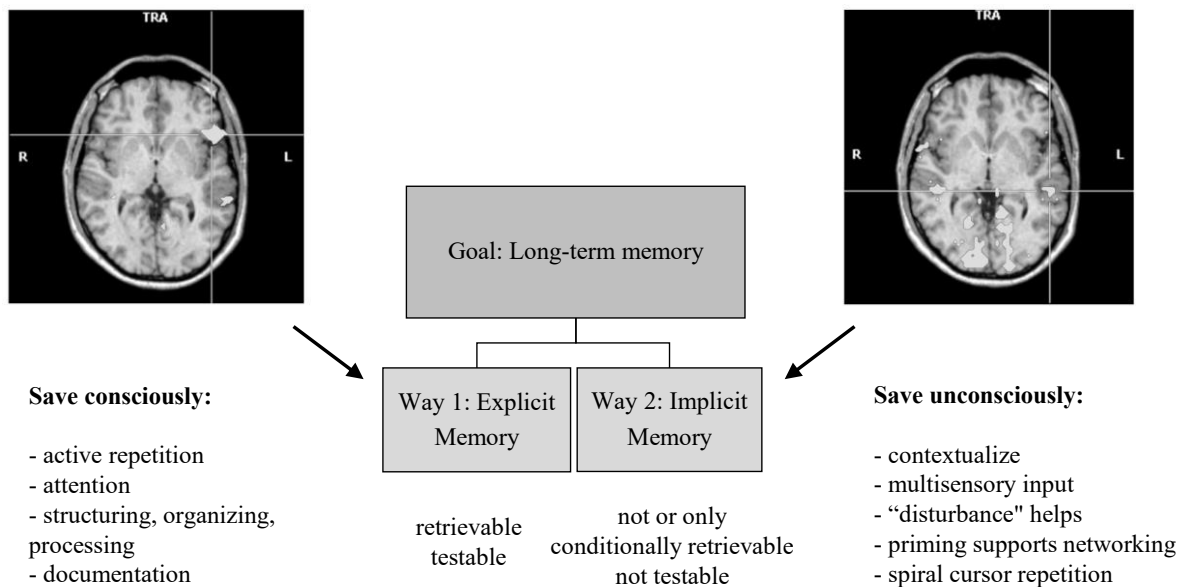 TRA
R
L
TRA
R
L
Goal: Long-term memory
Way 1: Explicit
Memory
Way 2: Implicit
Memory
Save consciously:
- active repetition
- attention
- structuring, organizing,
processing
- documentation
retrievable
testable
not or only
conditionally retrievable
not testable
Save unconsciously:
- contextualize
- multisensory input
- “disturbance" helps
- priming supports networking
- spiral cursor repetition